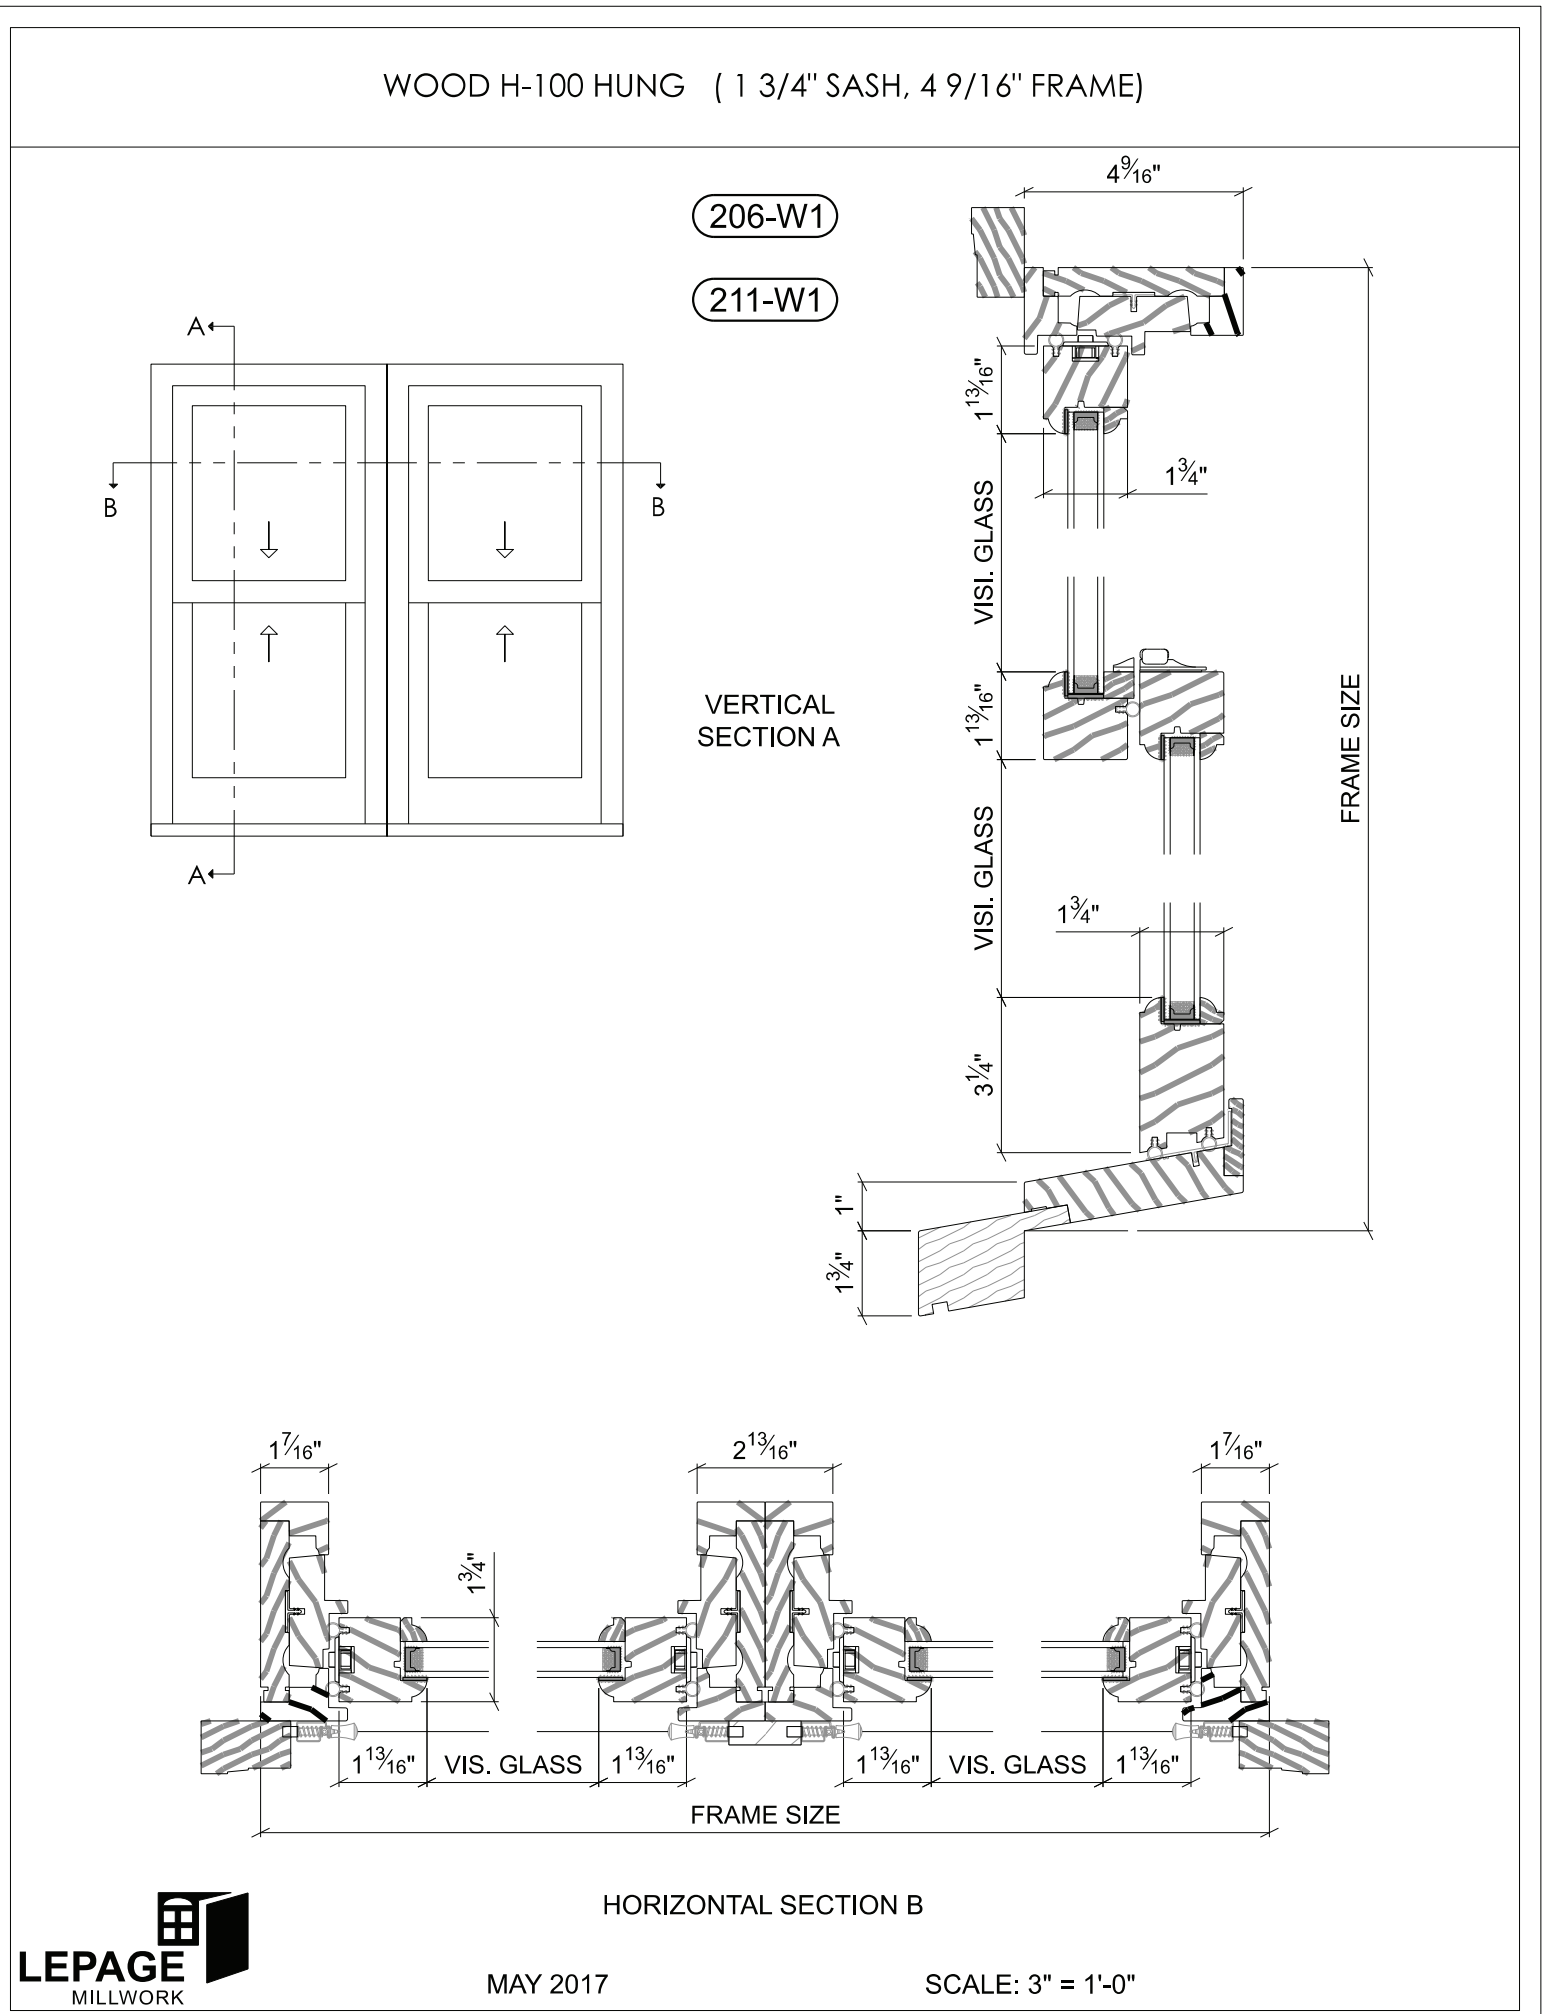 WOOD H-100 HUNG ( 1 3/4" SASH, 4 9/16" FRAME)
206-W1
211-W1
4 9/16"
A
B
B
A
1 13/16"
1 3/4"
VISI. GLASS
VERTICAL
SECTION A
1 13/16"
FRAME SIZE
VISI. GLASS
1 3/4"
3 1/4"
1"
1 3/4"
1 7/16"
2 13/16"
1 7/16"
1 3/4"
1 13/16"
VIS. GLASS
1 13/16"
1 13/16"
VIS. GLASS
1 13/16"
FRAME SIZE
HORIZONTAL SECTION B
LEPAGE
MILLWORK
MAY 2017
SCALE: 3" = 1'-0"